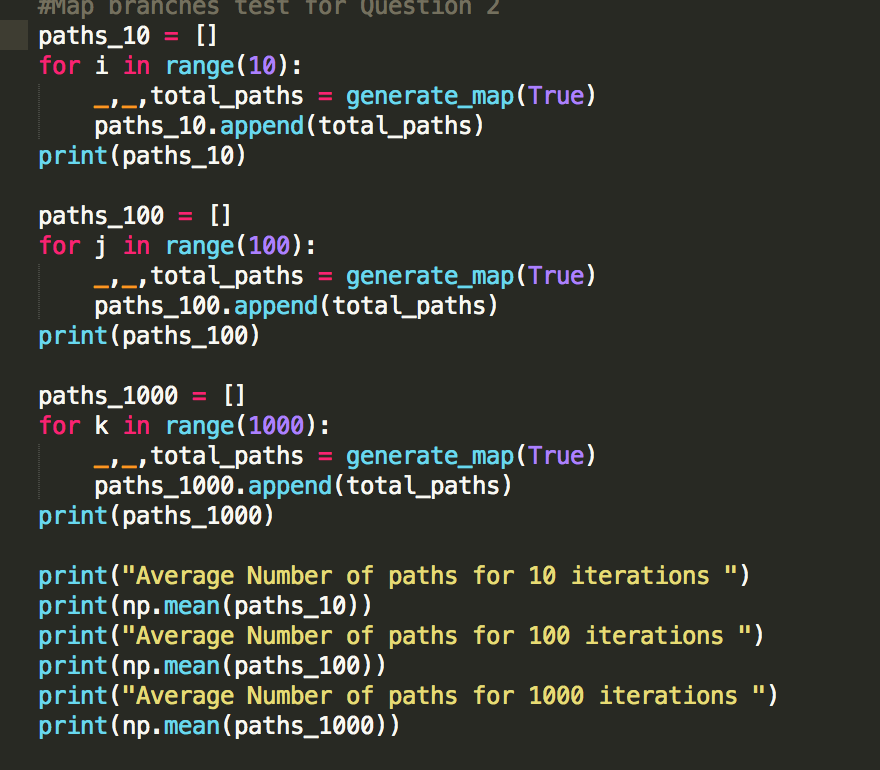 #Map branches test for Question 2
paths_10 = []
for i in range(10):
    _,_,total_paths = generate_map(True)
    paths_10.append(total_paths)
print(paths_10)

paths_100 = []
for j in range(100):
    _,_,total_paths = generate_map(True)
    paths_100.append(total_paths)
print(paths_100)

paths_1000 = []
for k in range(1000):
    _,_,total_paths = generate_map(True)
    paths_1000.append(total_paths)
print(paths_1000)

print("Average Number of paths for 10 iterations ")
print(np.mean(paths_10))
print("Average Number of paths for 100 iterations ")
print(np.mean(paths_100))
print("Average Number of paths for 1000 iterations ")
print(np.mean(paths_1000))